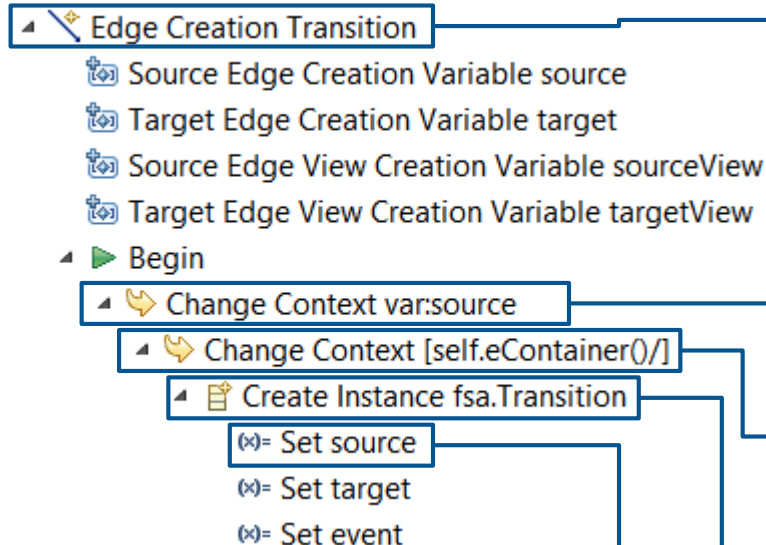 Edge Creation Transition
Source Edge Creation Variable source
Target Edge Creation Variable target
Source Edge View Creation Variable sourceView
Target Edge View Creation Variable targetView
Begin
Change Context var:source
Change Context [self.eContainer()/]
Create Instance fsa.Transition
(x)= Set source
(x)= Set target
(x)= Set event